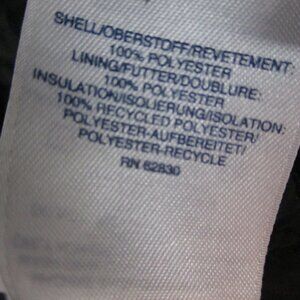 SHELL/OBERSTOFF/REVETEMENT:
100% POLYESTER
LINING/FUTTER/DOUBLURE:
100% POLYESTER
INSULATION/ISOLIERUNG/ISOLATION:
100% RECYCLED POLYESTER/
POLYESTER-AUFBEREITET/
POLYESTER-RECYCLE
RN 62830